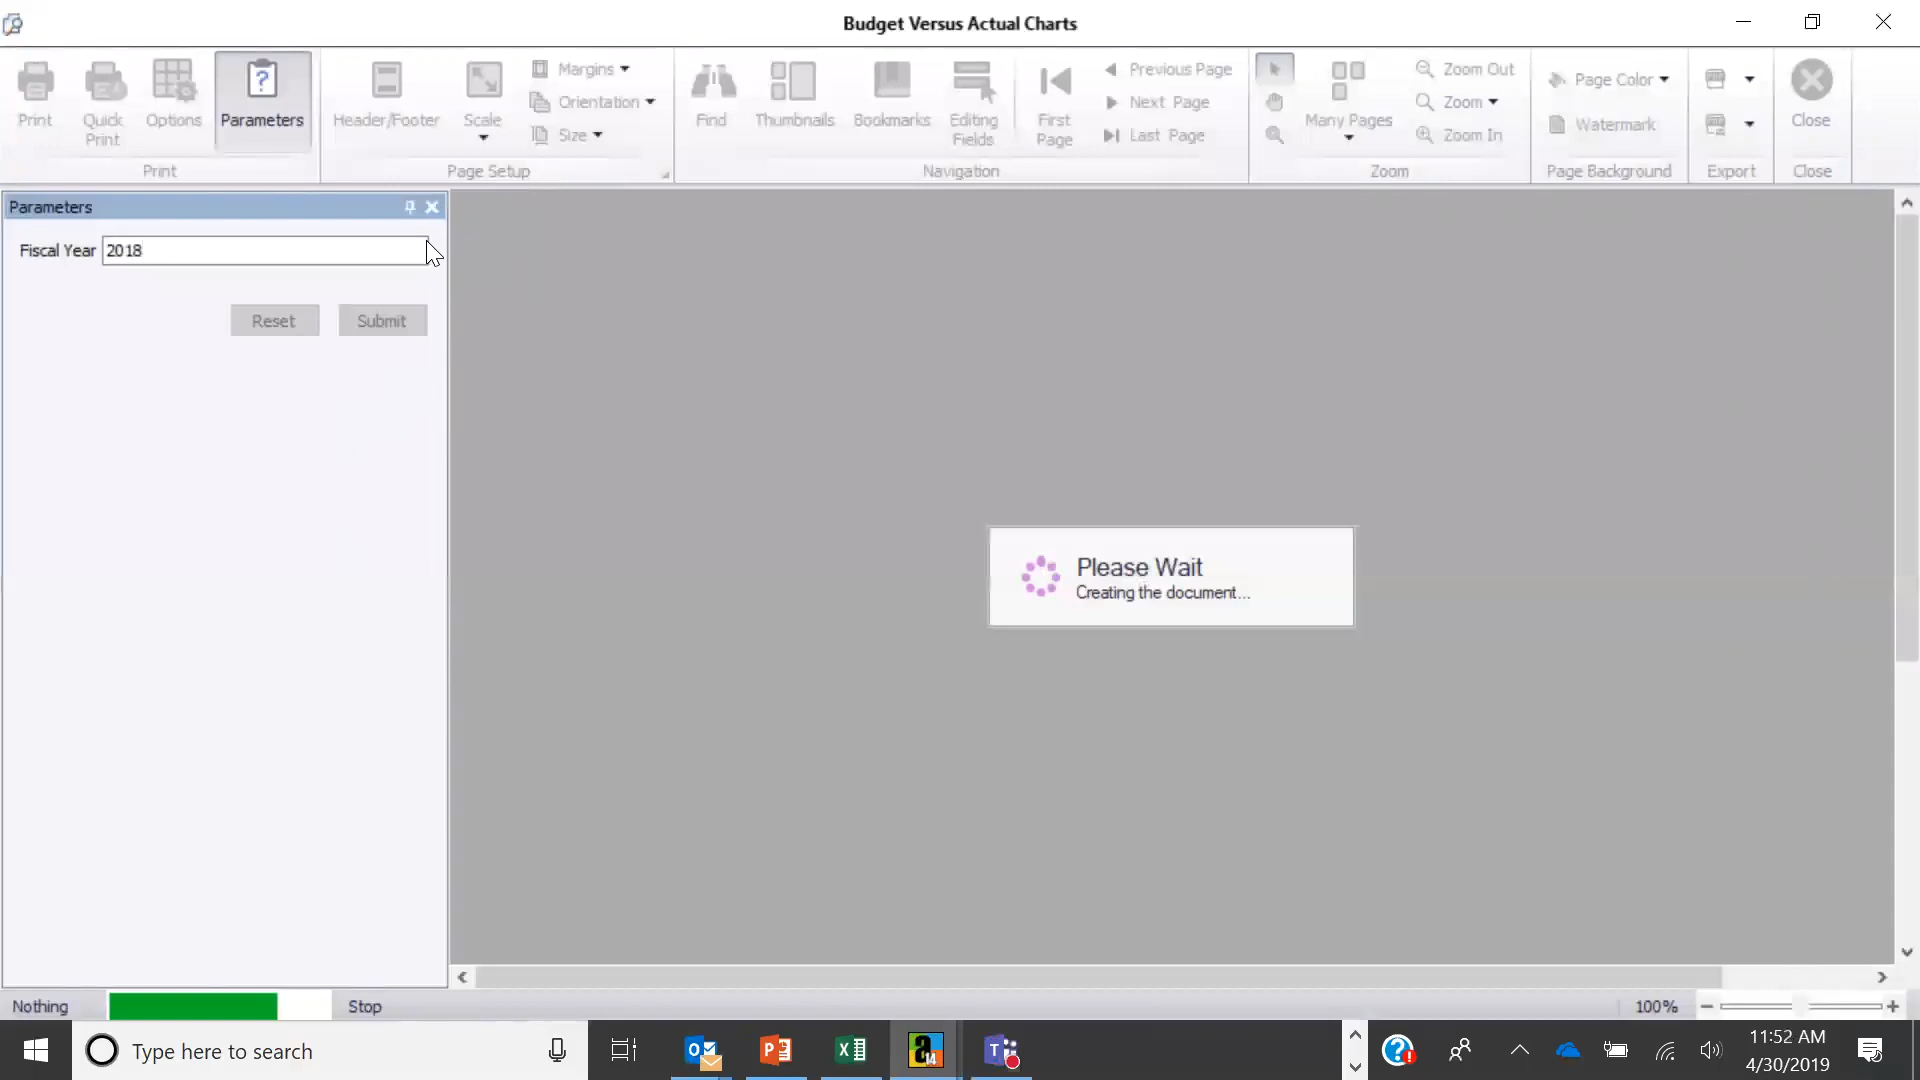 Budget Versus Actual Charts
Print
Quick
Print
Options
Parameters
Header/Footer
Scale
Margins
Orientation
Size
Find
Thumbnails
Bookmarks
Editing
Fields
First
Page
Previous Page
Next Page
Last Page
Many Pages
Zoom Out
Zoom
Zoom In
Page Color
Watermark
Close
Print
Page Setup
Navigation
Zoom
Page Background
Export
Close
Parameters
Fiscal Year 2018
Reset Submit
Please Wait
Creating the document...
Nothing
Stop
100%
Type here to search
11:52 AM
4/30/2019